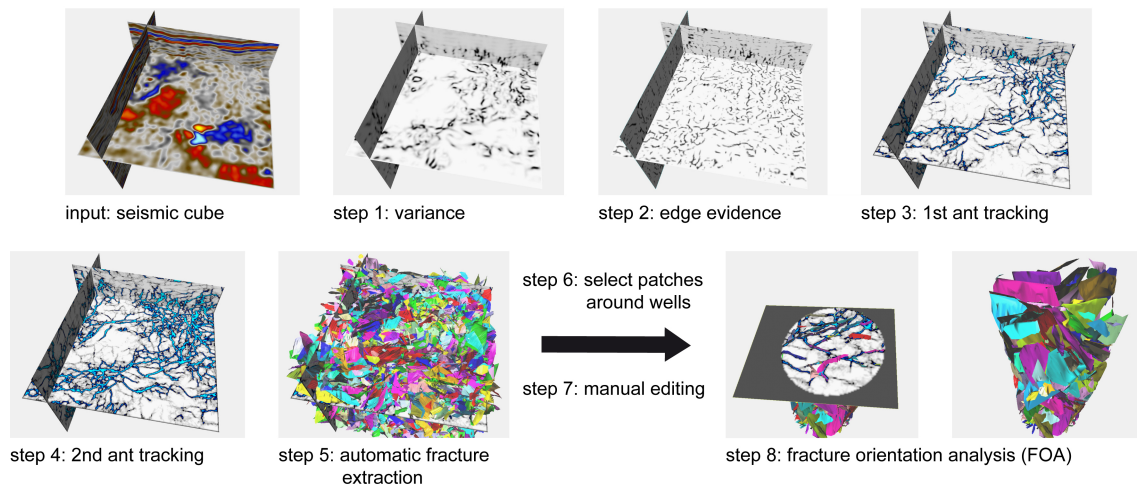 input: seismic cube
step 1: variance
step 2: edge evidence
step 3: 1st ant tracking
step 4: 2nd ant tracking
step 5: automatic fracture
extraction
step 6: select patches
around wells
step 7: manual editing
step 8: fracture orientation analysis (FOA)